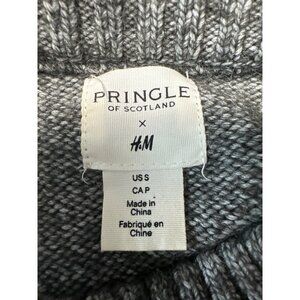 PRINGLE
OF SCOTLAND
x
H&M
US S
CA P
Made in
China
Fabriqué en
Chine